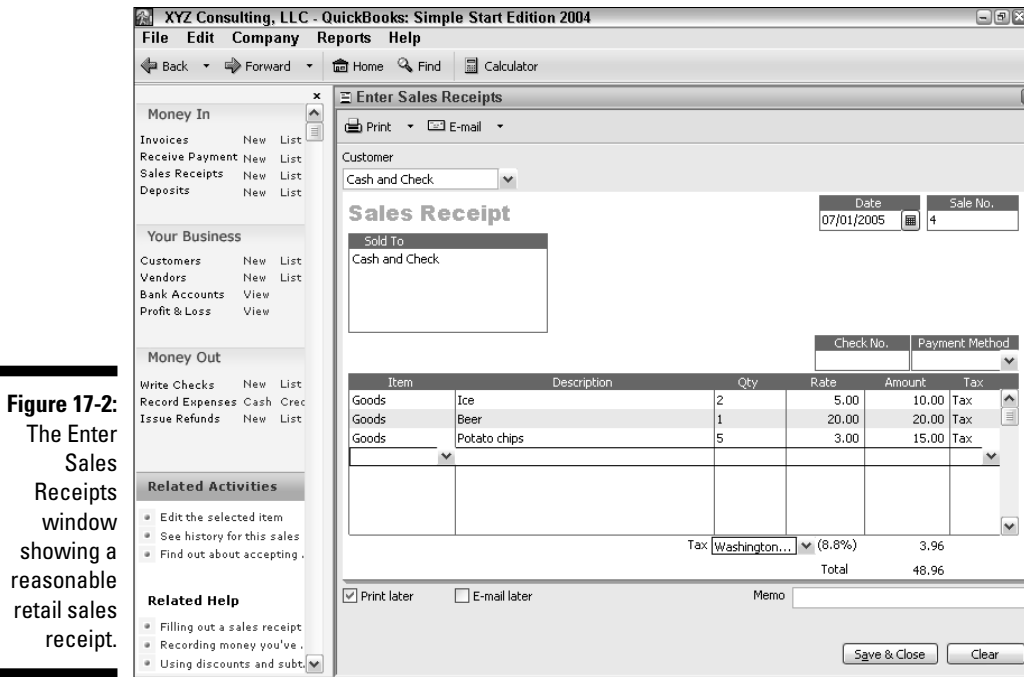 XYZ Consulting, LLC - QuickBooks: Simple Start Edition 2004
File Edit Company Reports Help
Back Forward Home Find Calculator
Money In
Invoices New List
Receive Payment New List
Sales Receipts New List
Deposits New List
Your Business
Customers New List
Vendors New List
Bank Accounts View
Profit & Loss View
Money Out
Write Checks New List
Record Expenses Cash Crec
Issue Refunds New List
Related Activities
Edit the selected item
See history for this sales
Find out about accepting .
Related Help
Filling out a sales receipt
Recording money you've .
Using discounts and subt.
Enter Sales Receipts
Print E-mail
Customer
Cash and Check
Sales Receipt
Date Sale No.
07/01/2005 4
Sold To
Cash and Check
Check No. Payment Method
Item Description Qty Rate Amount Tax
Goods Ice 2 5.00 10.00 Tax
Goods Beer 1 20.00 20.00 Tax
Goods Potato chips 5 3.00 15.00 Tax
Tax Washington... (8.8%) 3.96
Total 48.96
Print later E-mail later Memo
Save & Close Clear
Figure 17-2:
The Enter
Sales
Receipts
window
showing a
reasonable
retail sales
receipt.